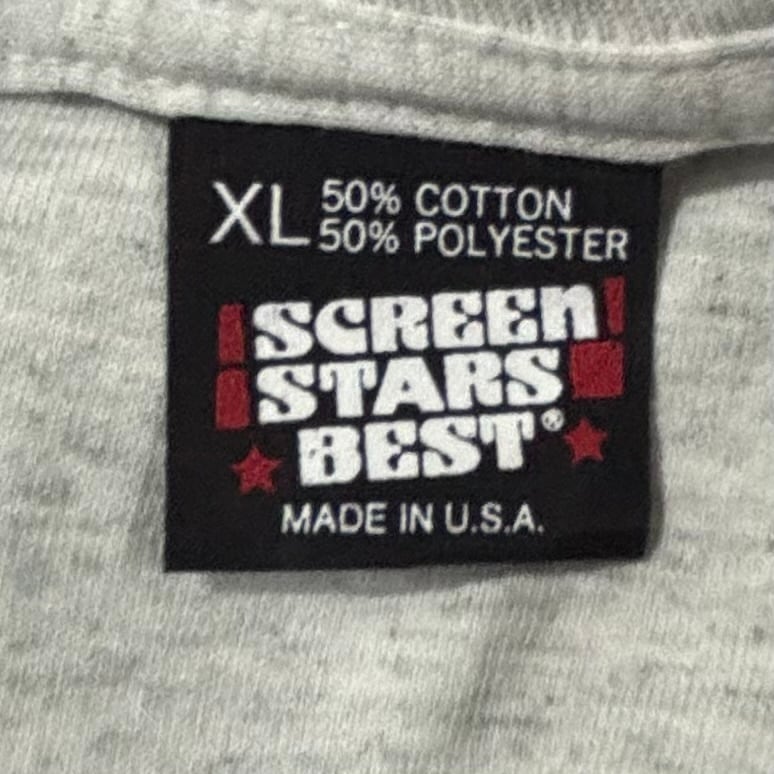 XL 50% COTTON
50% POLYESTER
SCREEN
STARS
BEST®
MADE IN U.S.A.